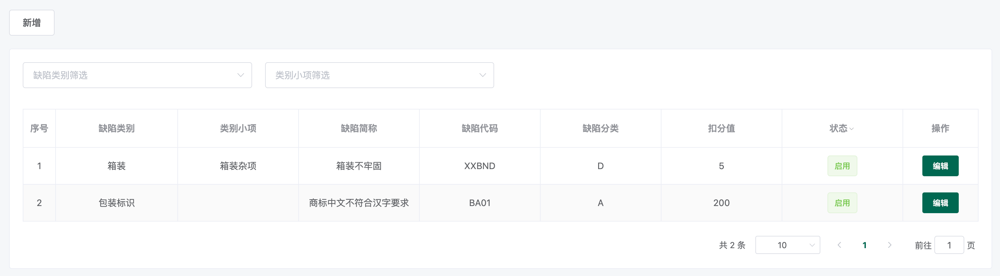 新增
缺陷类别筛选 类别小项筛选
序号 缺陷类别 类别小项 缺陷简称 缺陷代码 缺陷分类 扣分值 状态 操作
1 箱装 箱装杂项 箱装不牢固 XXBND D 5 启用 编辑
2 包装标识 商标中文不符合汉字要求 BA01 A 200 启用 编辑
共 2 条 10 1 前往 1 页